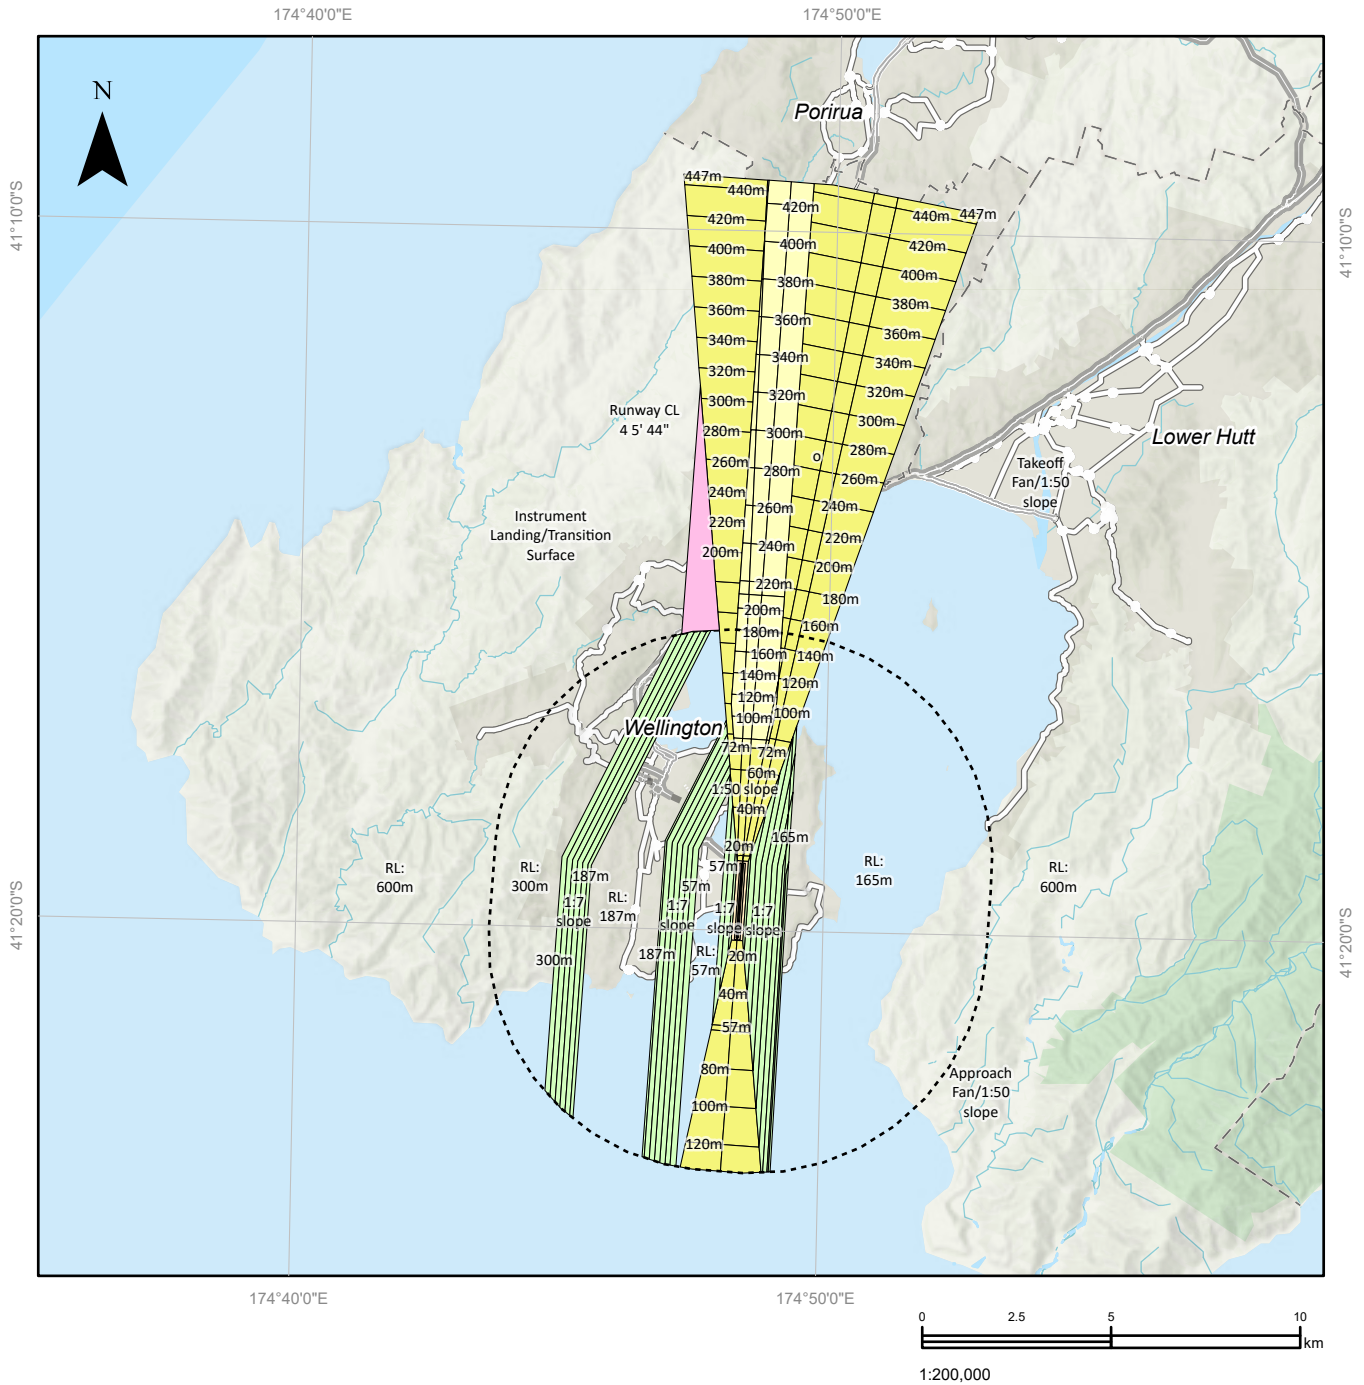 174°40'0"E
174°50'0"E
N
Porirua
447m
440m
420m
440m
447m
41°10'0"S
420m
420m
41°10'0"S
400m
400m
400m
380m
380m
380m
360m
360m
360m
340m
340m
340m
320m
320m
320m
300m
300m
300m
Runway CL
4 5' 44"
280m
280m
280m
Lower Hutt
260m
260m
260m
Takeoff
Fan/1:50
slope
240m
240m
240m
Instrument
Landing/Transition
Surface
220m
220m
220m
200m
200m
200m
180m
180m
160m
160m
140m
140m
120m
120m
100m
100m
Wellington
72m
72m
60m
1:50 slope
40m
165m
20m
57m
57m
RL:
600m
RL:
300m
187m
RL:
187m
RL:
165m
RL:
600m
1:7
slope
1:7
slope
1:7
slope
1:7
slope
41°20'0"S
41°20'0"S
300m
187m
RL:
57m
20m
40m
57m
80m
Approach
Fan/1:50
slope
100m
120m
174°40'0"E
174°50'0"E
0
2.5
5
10
km
1:200,000